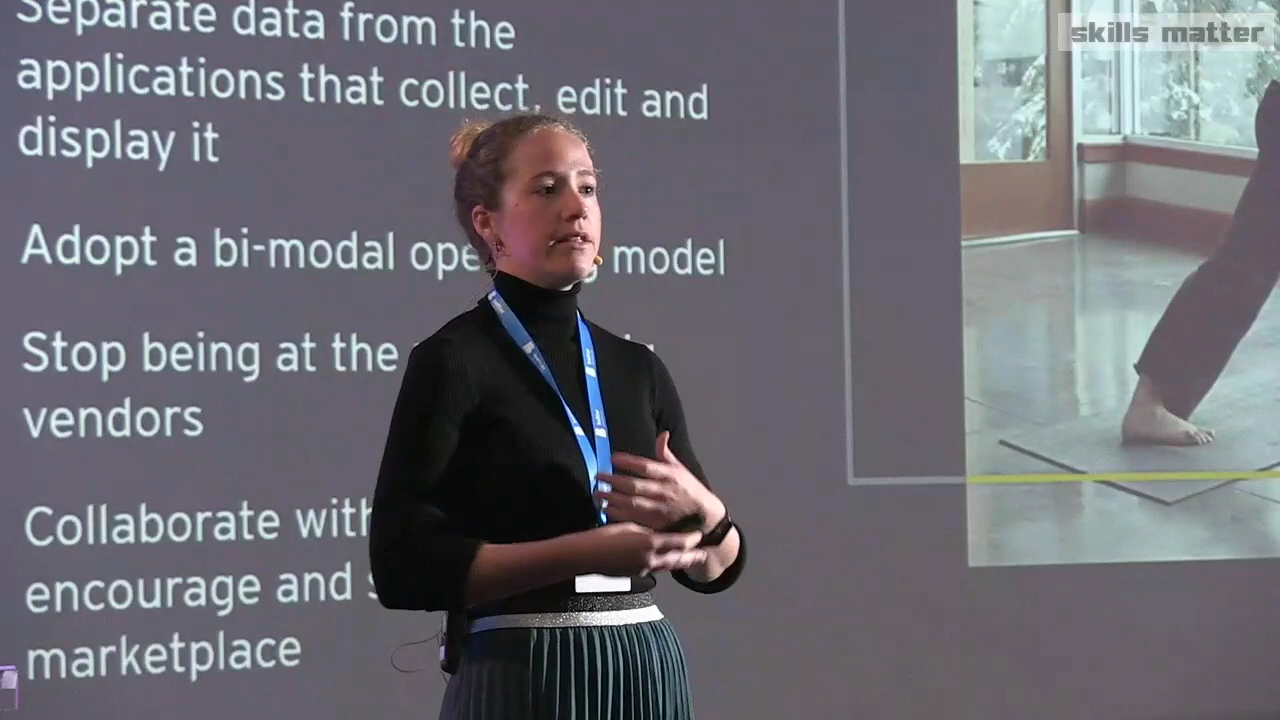 Separate data from the
applications that collect, edit and
display it
Adopt a bi-modal model
Stop being at the
vendors
Collaborate with
encourage and
marketplace
skills matter